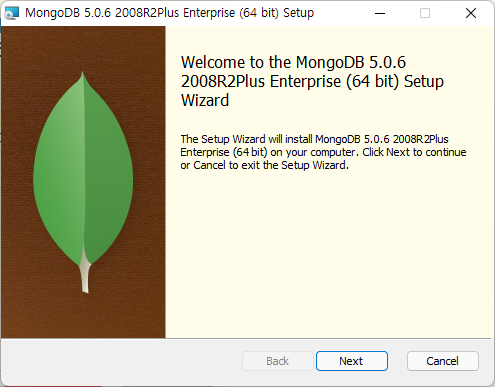 MongoDB 5.0.6 2008R2Plus Enterprise (64 bit) Setup
Welcome to the MongoDB 5.0.6
2008R2Plus Enterprise (64 bit) Setup
Wizard
The Setup Wizard will install MongoDB 5.0.6 2008R2Plus
Enterprise (64 bit) on your computer. Click Next to continue
or Cancel to exit the Setup Wizard.
Back
Next
Cancel